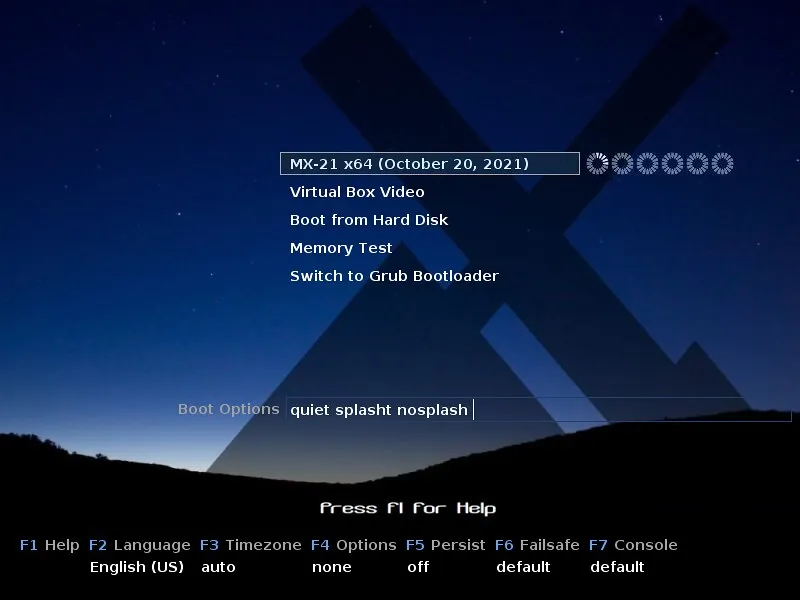 MX-21 x64 (October 20, 2021)
Virtual Box Video
Boot from Hard Disk
Memory Test
Switch to Grub Bootloader
Boot Options quiet splasht nosplash
Press F1 for Help
F1 Help F2 Language F3 Timezone F4 Options F5 Persist F6 Failsafe F7 Console
English (US) auto none off default default